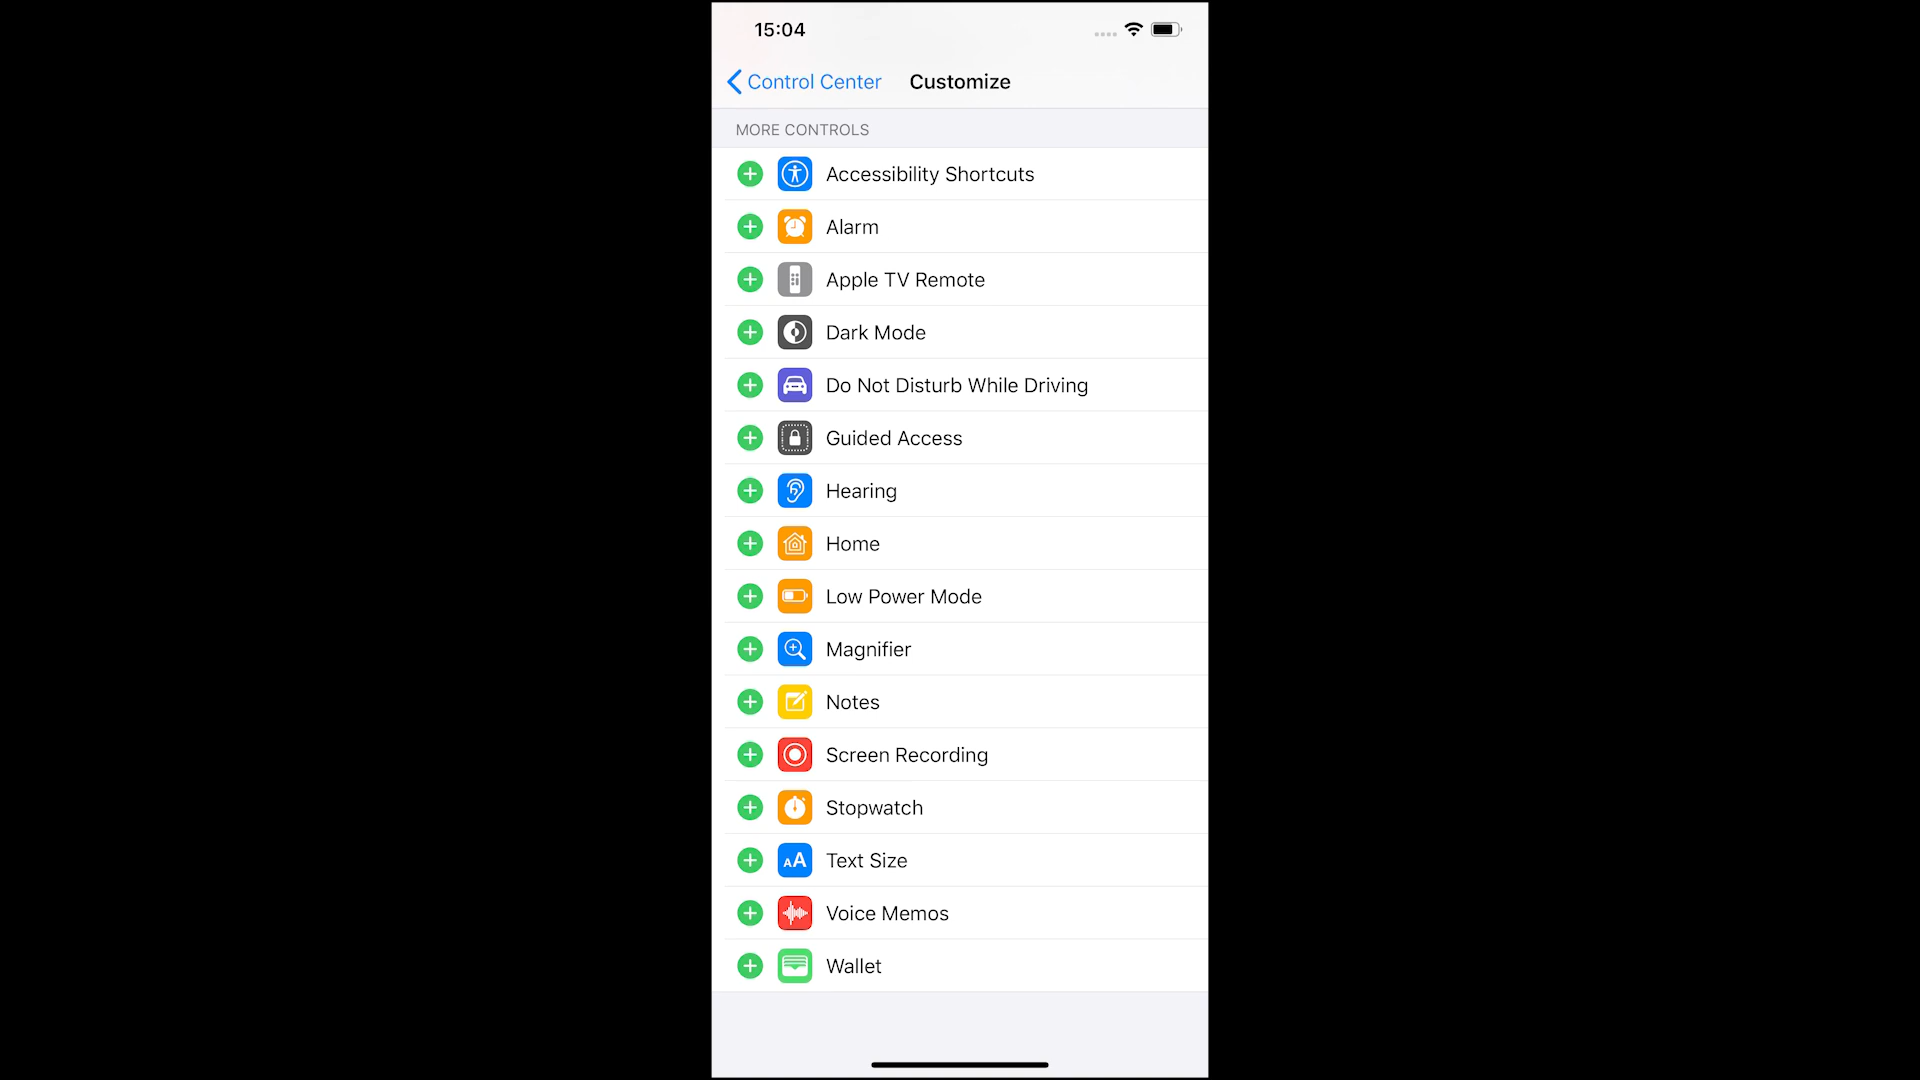 15:04
Control Center Customize
MORE CONTROLS
Accessibility Shortcuts
Alarm
Apple TV Remote
Dark Mode
Do Not Disturb While Driving
Guided Access
Hearing
Home
Low Power Mode
Magnifier
Notes
Screen Recording
Stopwatch
AA Text Size
Voice Memos
Wallet